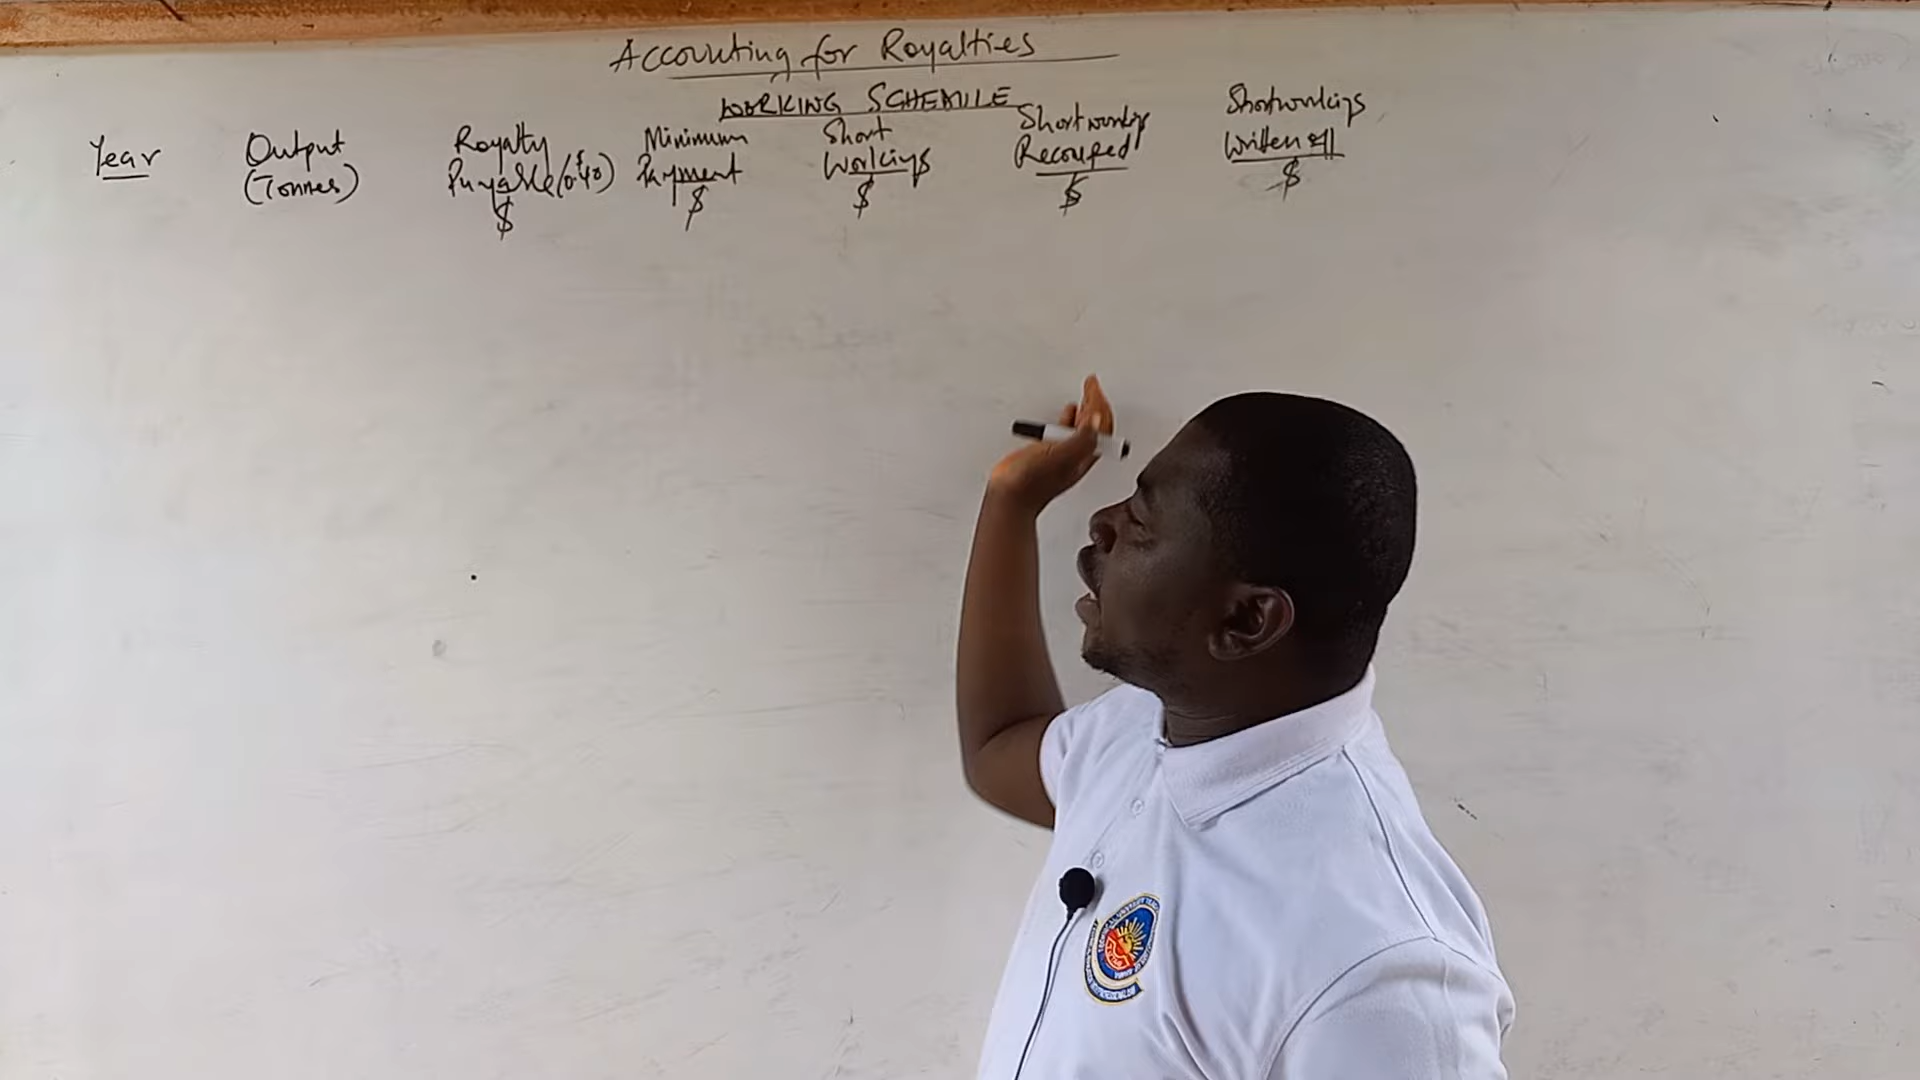 Accounting for Royalties
WORKING SCHEDULE
Year
Output
(Tonnes)
Royalty
Payable ($0.40)
$
Minimum
Payment
$
Short
Workings
$
Shortworkings
Recouped
$
Shortworkings
Written off
$